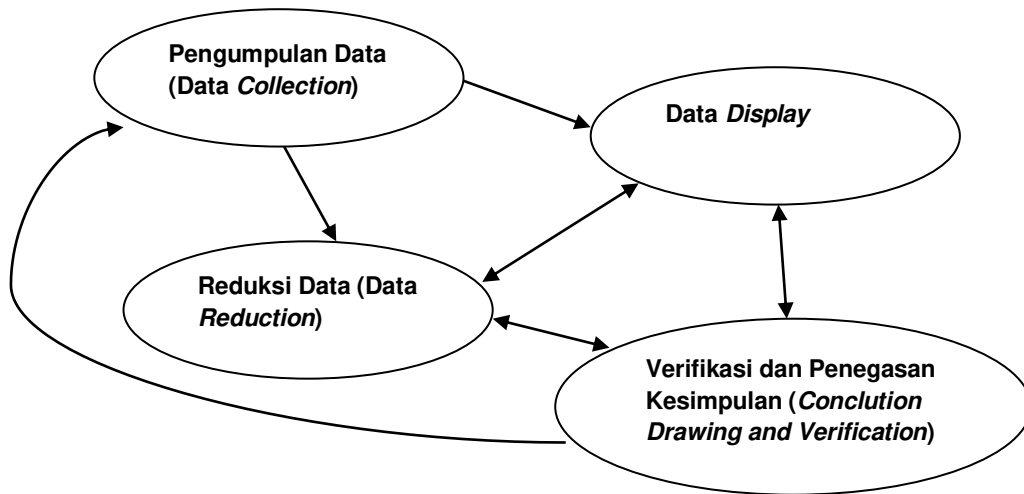 Pengumpulan Data
(Data Collection)
Data Display
Reduksi Data (Data
Reduction)
Verifikasi dan Penegasan
Kesimpulan (Conclution
Drawing and Verification)